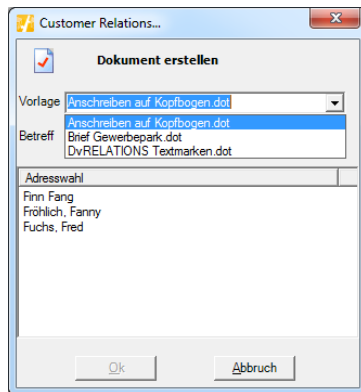 Customer Relations...
Dokument erstellen
Vorlage Anschreiben auf Kopfbogen.dot
Anschreiben auf Kopfbogen.dot
Betreff Brief Gewerbepark.dot
DvRELATIONS Textmarken.dot
Adresswahl
Finn Fang
Fröhlich, Fanny
Fuchs, Fred
Ok Abbruch